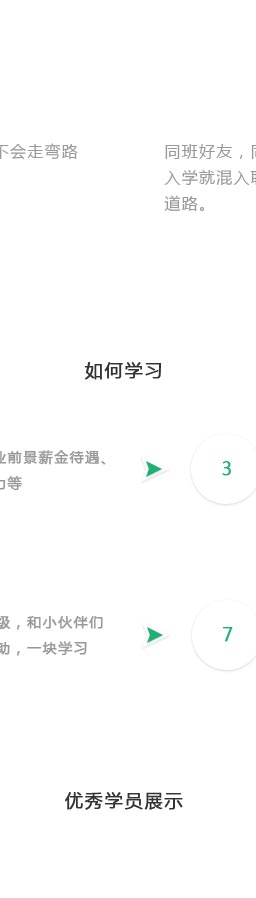 不会走弯路
同班好友，同
入学就混入职
道路。
如何学习
业前景薪金待遇、
力等
3
级，和小伙伴们
助，一块学习
7
优秀学员展示